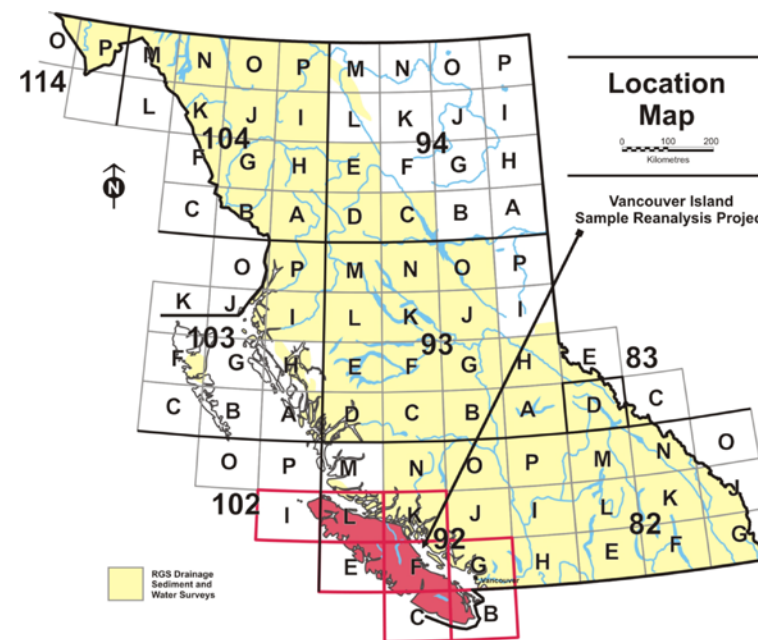 O P M N O P M N O P
114
L K J I L K J I
104 94
F G H E F G H
N
C B A D C B A
O P M N O P
K J I L K J I
103 93
F G H E F G H E 83
C B A D C B A D C
O P M N O P M N O
102 I L K J I L K J
92 82
E F G H E F G
Vancouver
C B
Location
Map
0 100 200
Kilometres
Vancouver Island
Sample Reanalysis Projec
RGS Drainage
Sediment and
Water Surveys